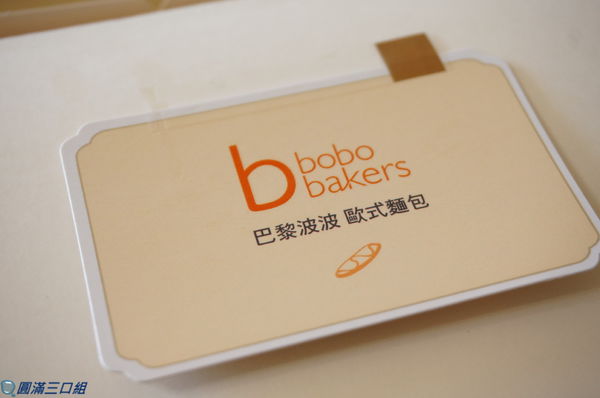 b bobo
bakers
巴黎波波 歐式麵包
圓滿三口組